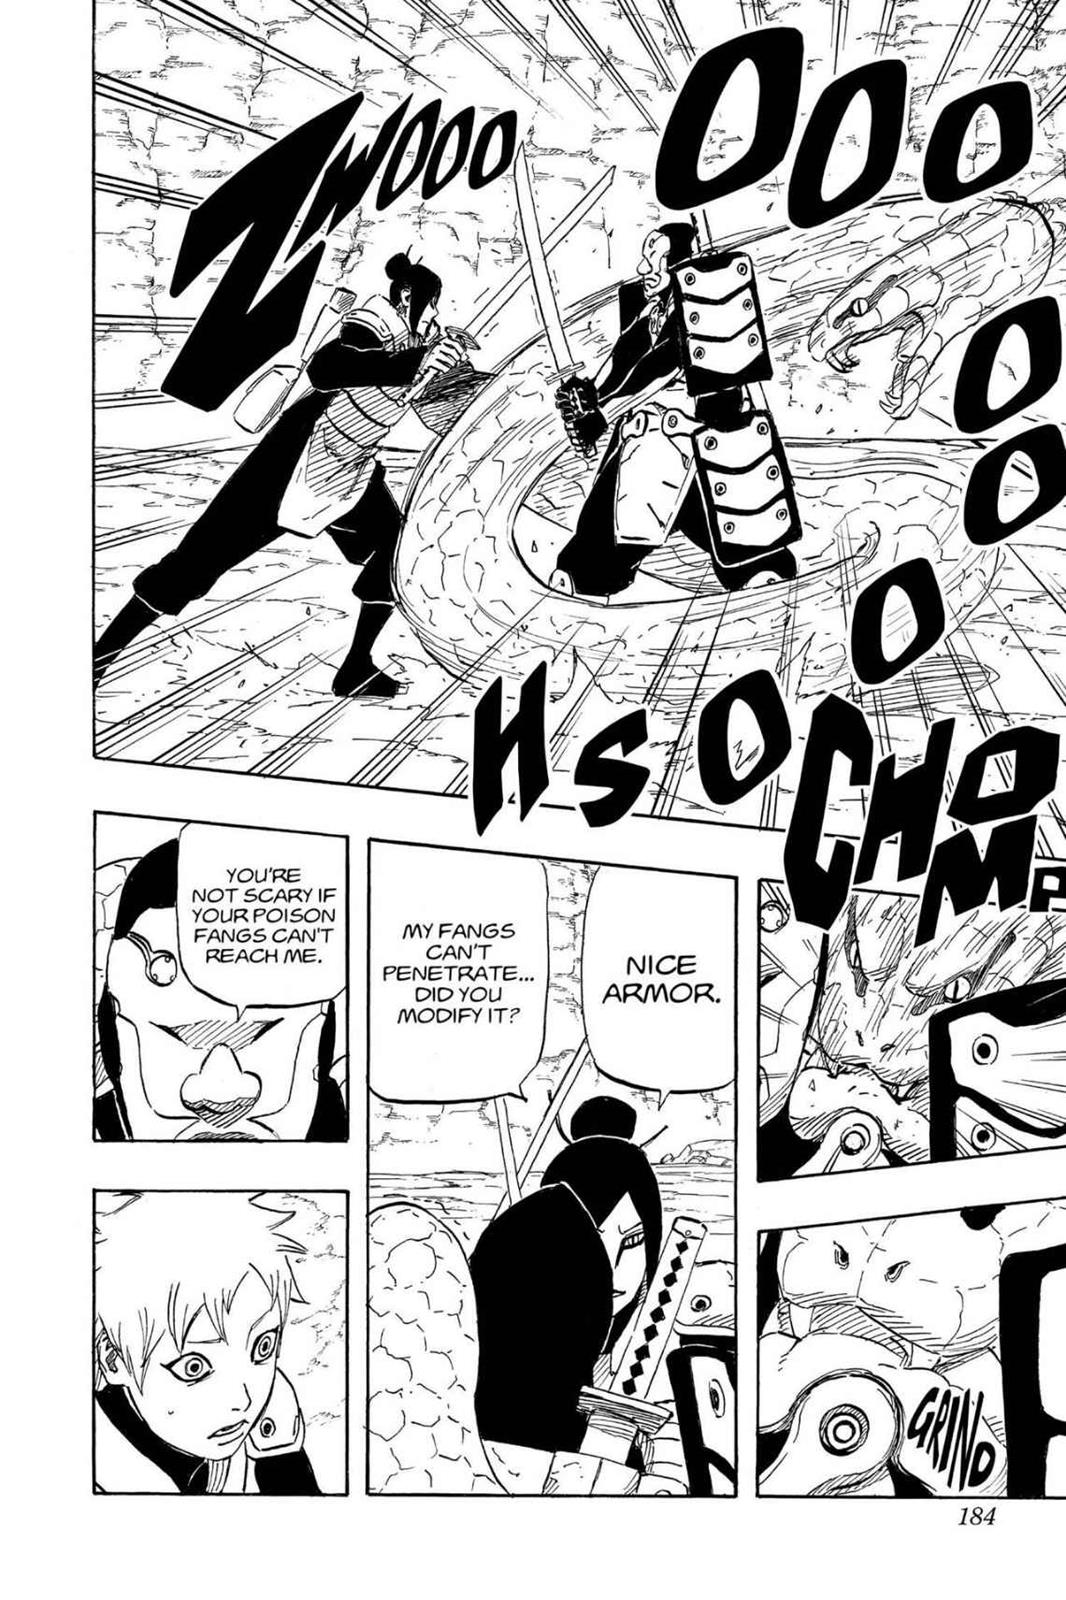 ZWOOO
OOO
O
O
O
HSO
CHOMP
NICE
ARMOR.
MY FANGS
CAN'T
PENETRATE...
DID YOU
MODIFY IT?
YOU'RE
NOT SCARY IF
YOUR POISON
FANGS CAN'T
REACH ME.
GRIND
184